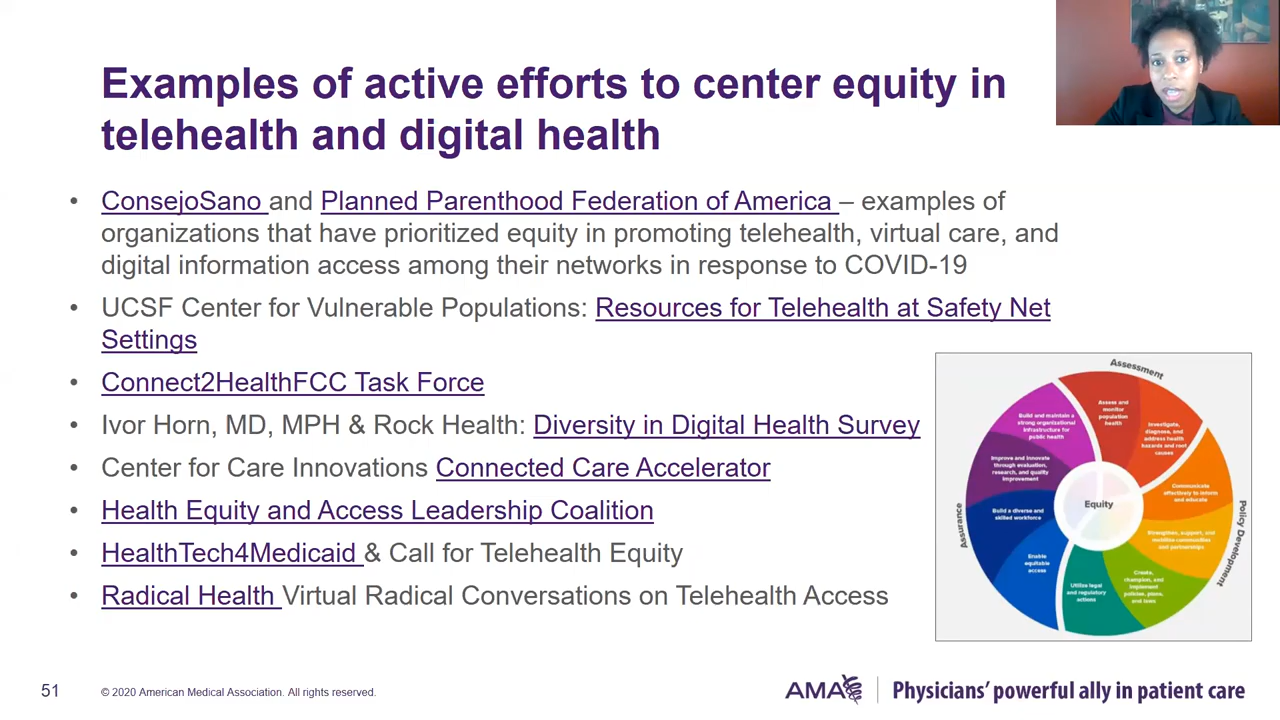 Examples of active efforts to center equity in
telehealth and digital health
• ConsejoSano and Planned Parenthood Federation of America – examples of
organizations that have prioritized equity in promoting telehealth, virtual care, and
digital information access among their networks in response to COVID-19
• UCSF Center for Vulnerable Populations: Resources for Telehealth at Safety Net
Settings
• Connect2HealthFCC Task Force
• Ivor Horn, MD, MPH & Rock Health: Diversity in Digital Health Survey
• Center for Care Innovations Connected Care Accelerator
• Health Equity and Access Leadership Coalition
• HealthTech4Medicaid & Call for Telehealth Equity
• Radical Health Virtual Radical Conversations on Telehealth Access
Assessment
Assess and
monitor
population
health
Investigate,
diagnose, and
address health
hazards and root
causes
Policy Development
Communicate
effectively to inform
and educate
Strengthen, support, and
mobilize communities
and partnerships
Create,
champion, and
implement
policies, plans,
and laws
Utilize legal
and regulatory
actions
Assurance
Enable
equitable
access
Build a diverse and
skilled workforce
Improve and innovate
through evaluation,
research, and quality
improvement
Build and maintain a
strong organizational
infrastructure for
public health
Equity
51
© 2020 American Medical Association. All rights reserved.
AMA
Physicians' powerful ally in patient care